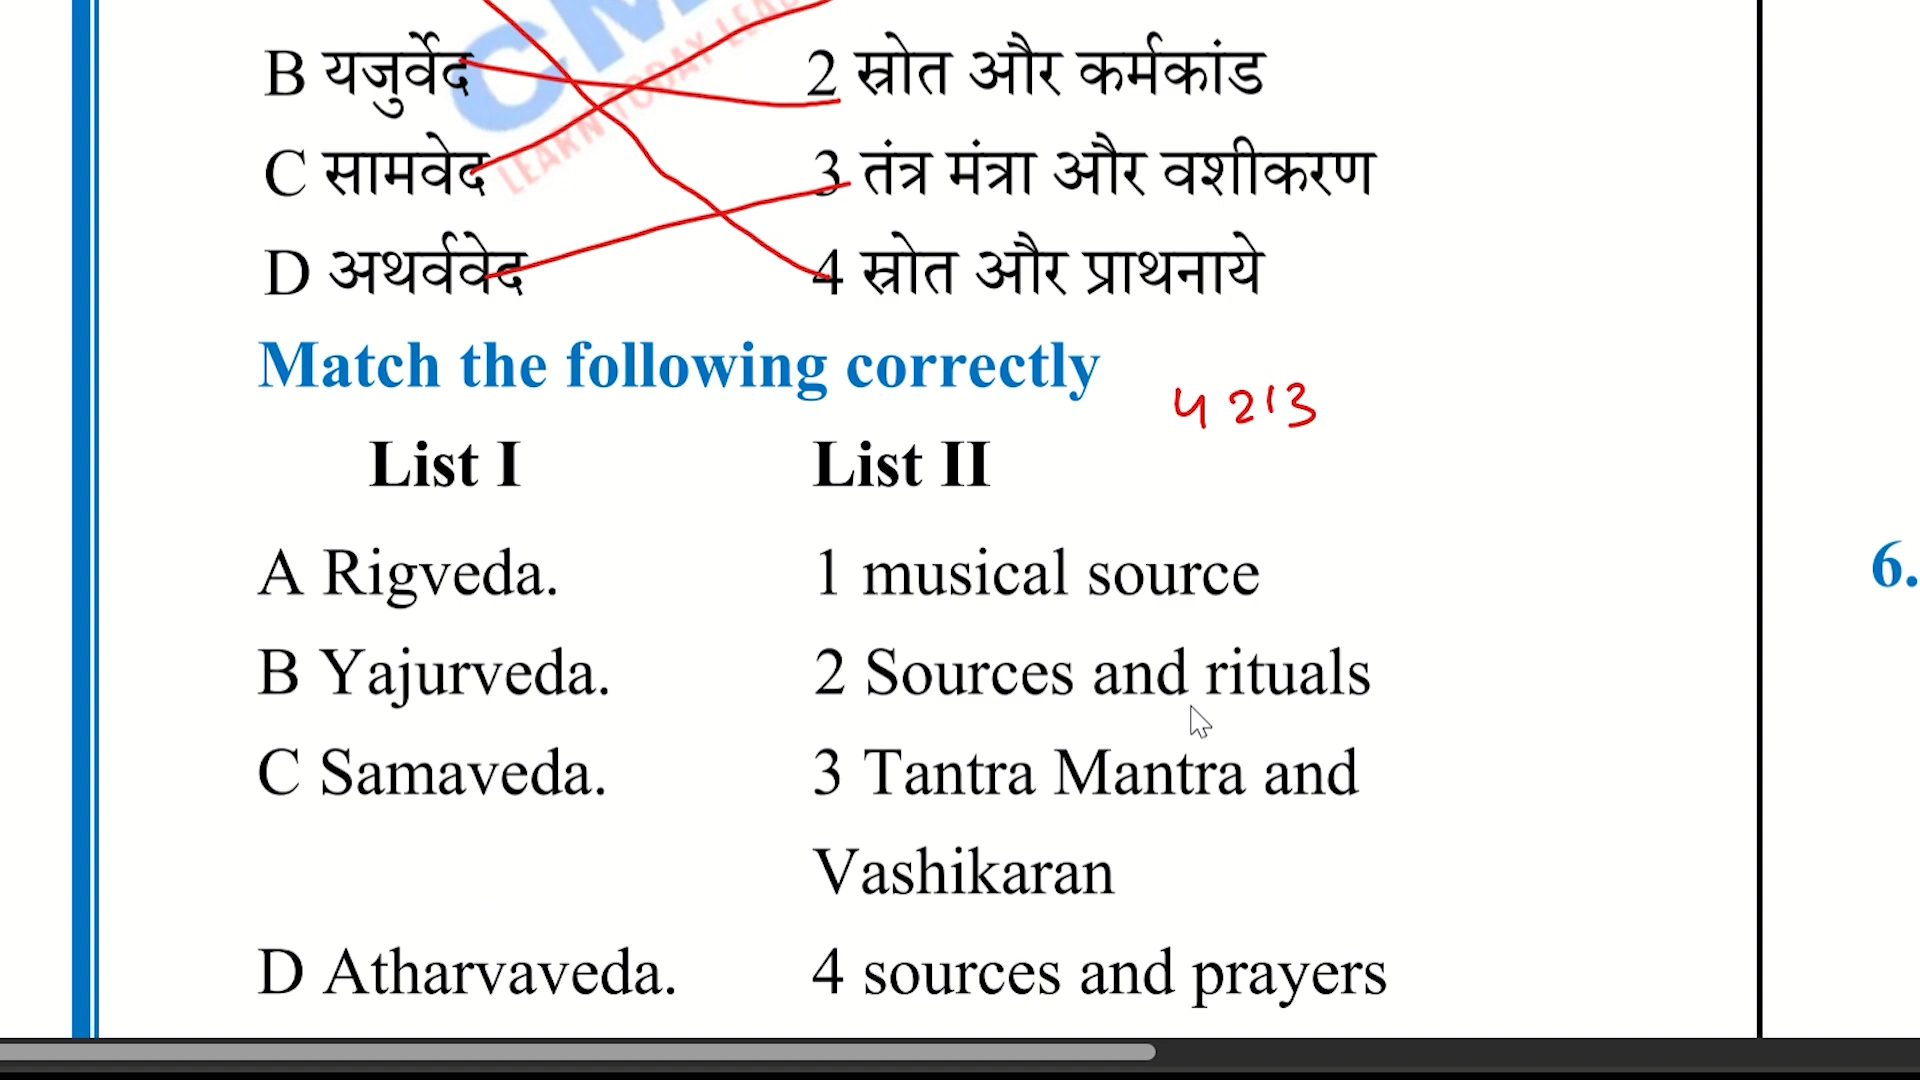 B यजुर्वेद 2 स्रोत और कर्मकांड
C सामवेद 3 तंत्र मंत्रा और वशीकरण
D अथर्ववेद 4 स्रोत और प्राथनाये
LEARN TODAY
Match the following correctly
4 2 1 3
List I List II
A Rigveda. 1 musical source
6.
B Yajurveda. 2 Sources and rituals
C Samaveda. 3 Tantra Mantra and
Vashikaran
D Atharvaveda. 4 sources and prayers